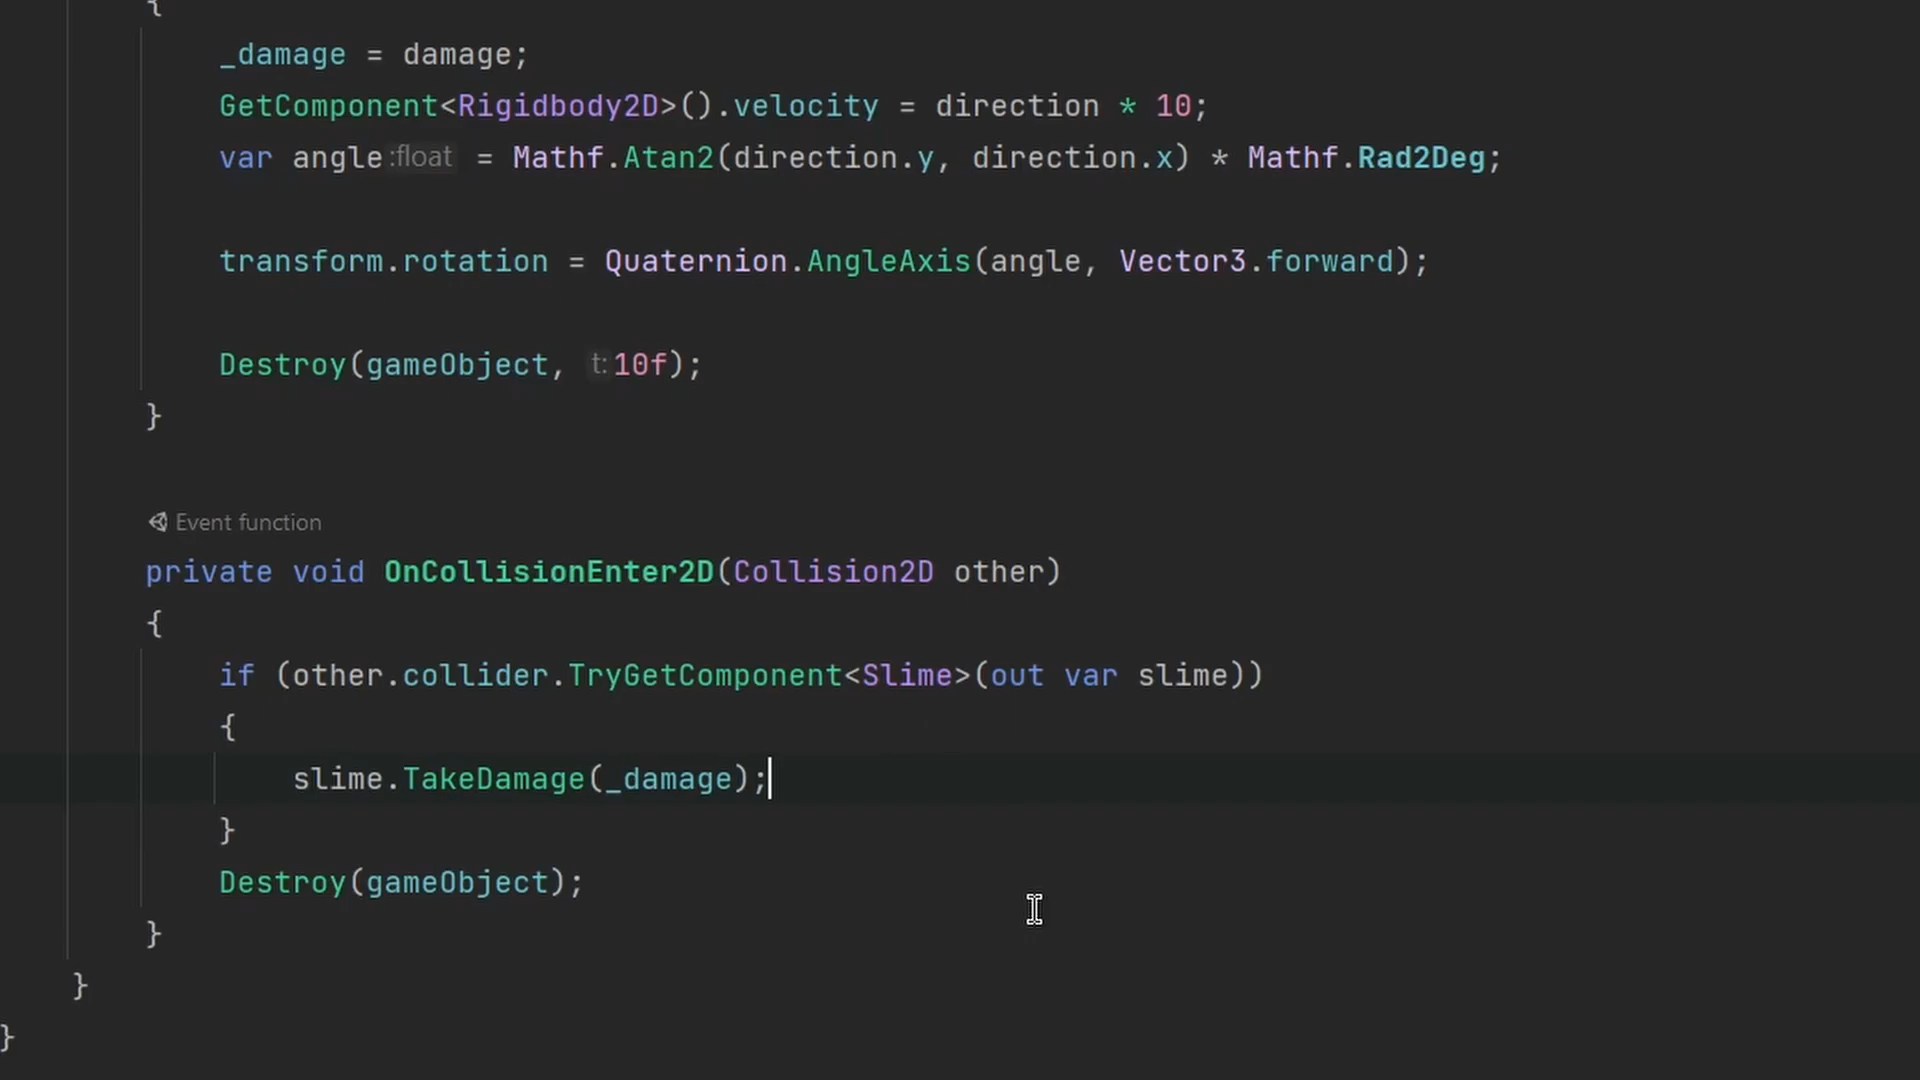 {
_damage = damage;
GetComponent<Rigidbody2D>().velocity = direction * 10;
var angle :float = Mathf.Atan2(direction.y, direction.x) * Mathf.Rad2Deg;
transform.rotation = Quaternion.AngleAxis(angle, Vector3.forward);
Destroy(gameObject, t: 10f);
}
Event function
private void OnCollisionEnter2D(Collision2D other)
{
if (other.collider.TryGetComponent<Slime>(out var slime))
{
slime.TakeDamage(_damage);
}
Destroy(gameObject);
}
}
}